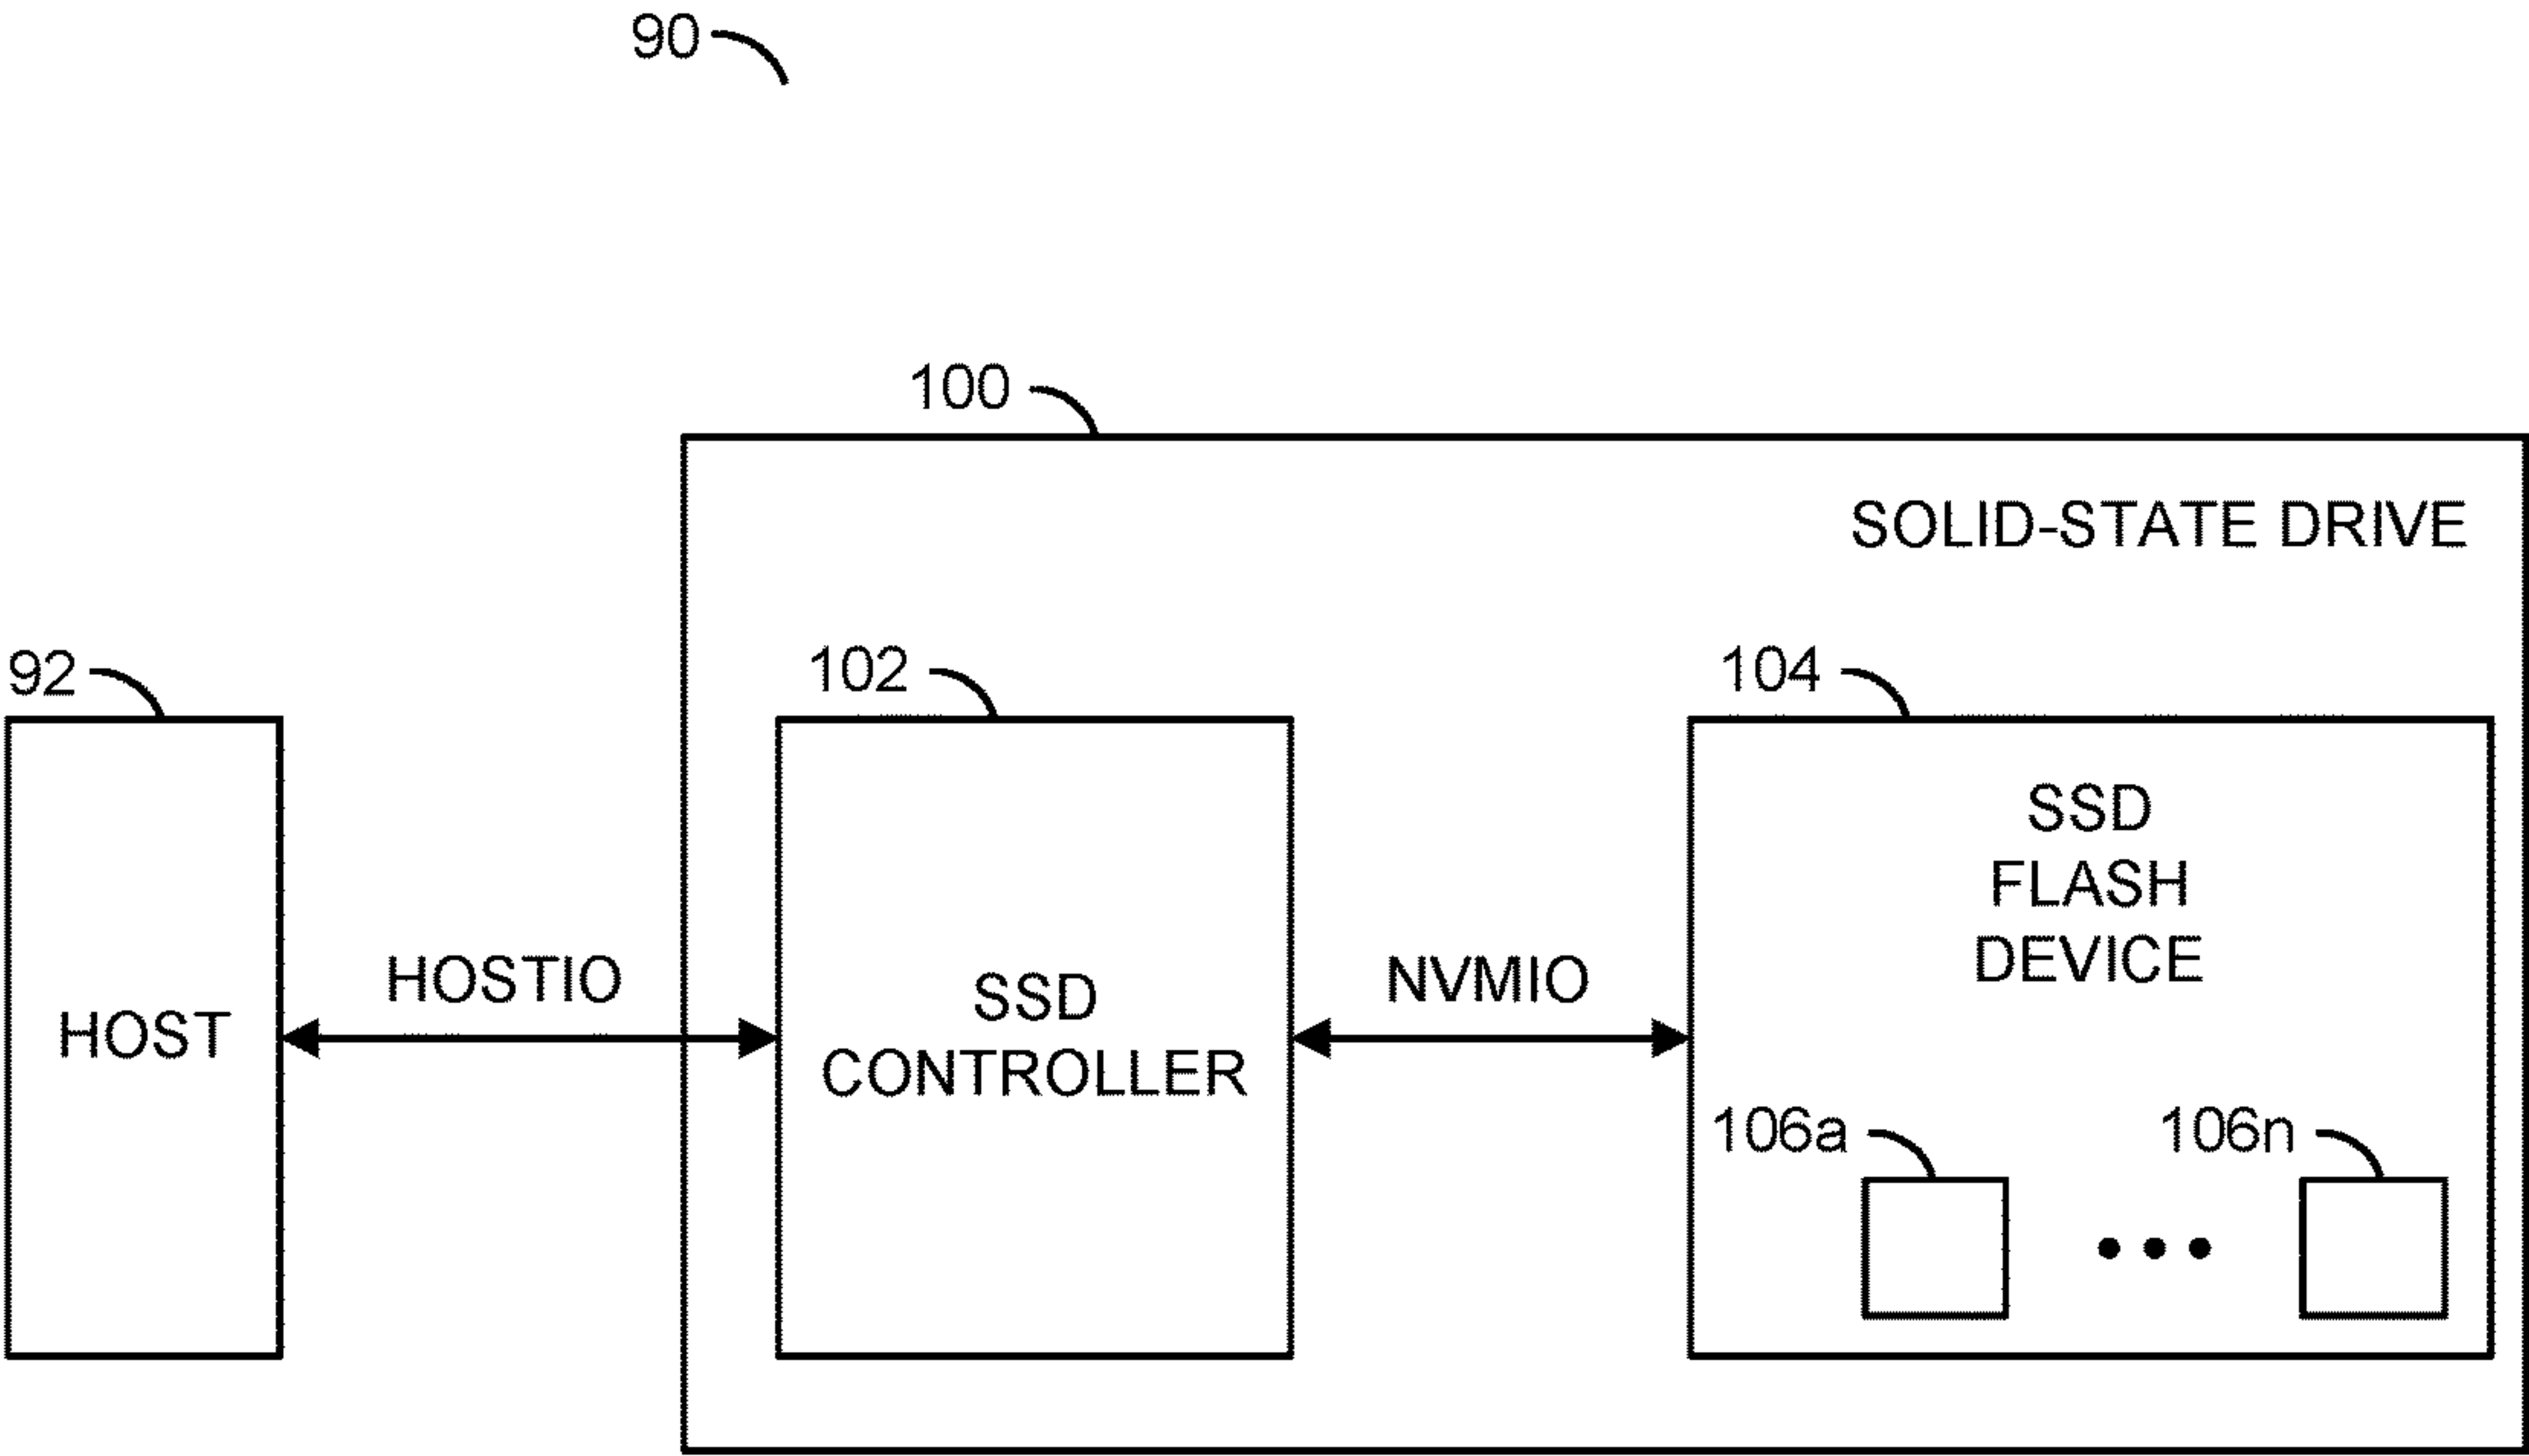 90
100
SOLID-STATE DRIVE
92
102
104
SSD
FLASH
DEVICE
HOSTIO
NVMIO
SSD
CONTROLLER
HOST
106a
106n